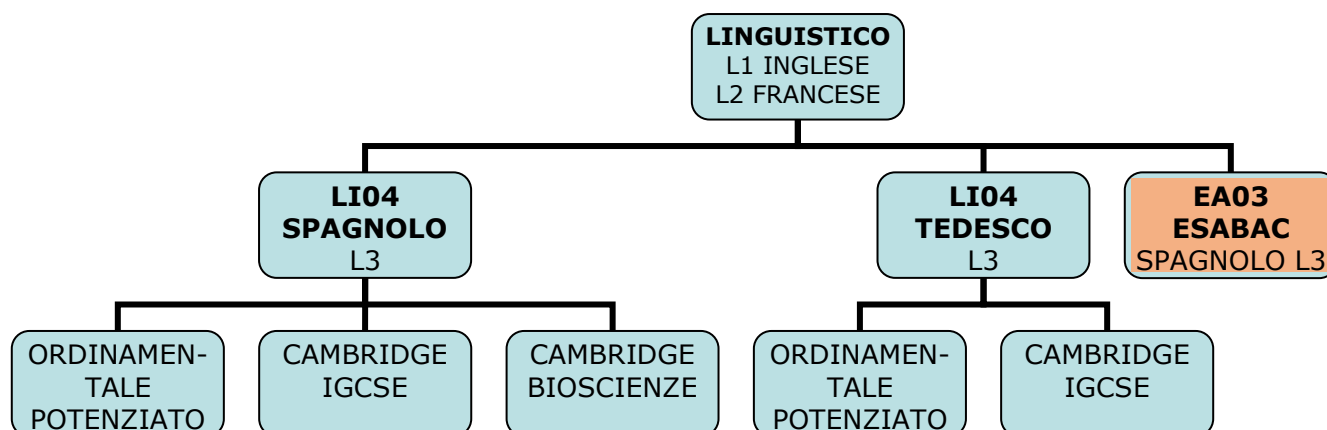 LINGUISTICO
L1 INGLESE
L2 FRANCESE
LI04
SPAGNOLO
L3
LI04
TEDESCO
L3
EA03
ESABAC
SPAGNOLO L3
ORDINAMEN-
TALE
POTENZIATO
CAMBRIDGE
IGCSE
CAMBRIDGE
BIOSCIENZE
ORDINAMEN-
TALE
POTENZIATO
CAMBRIDGE
IGCSE